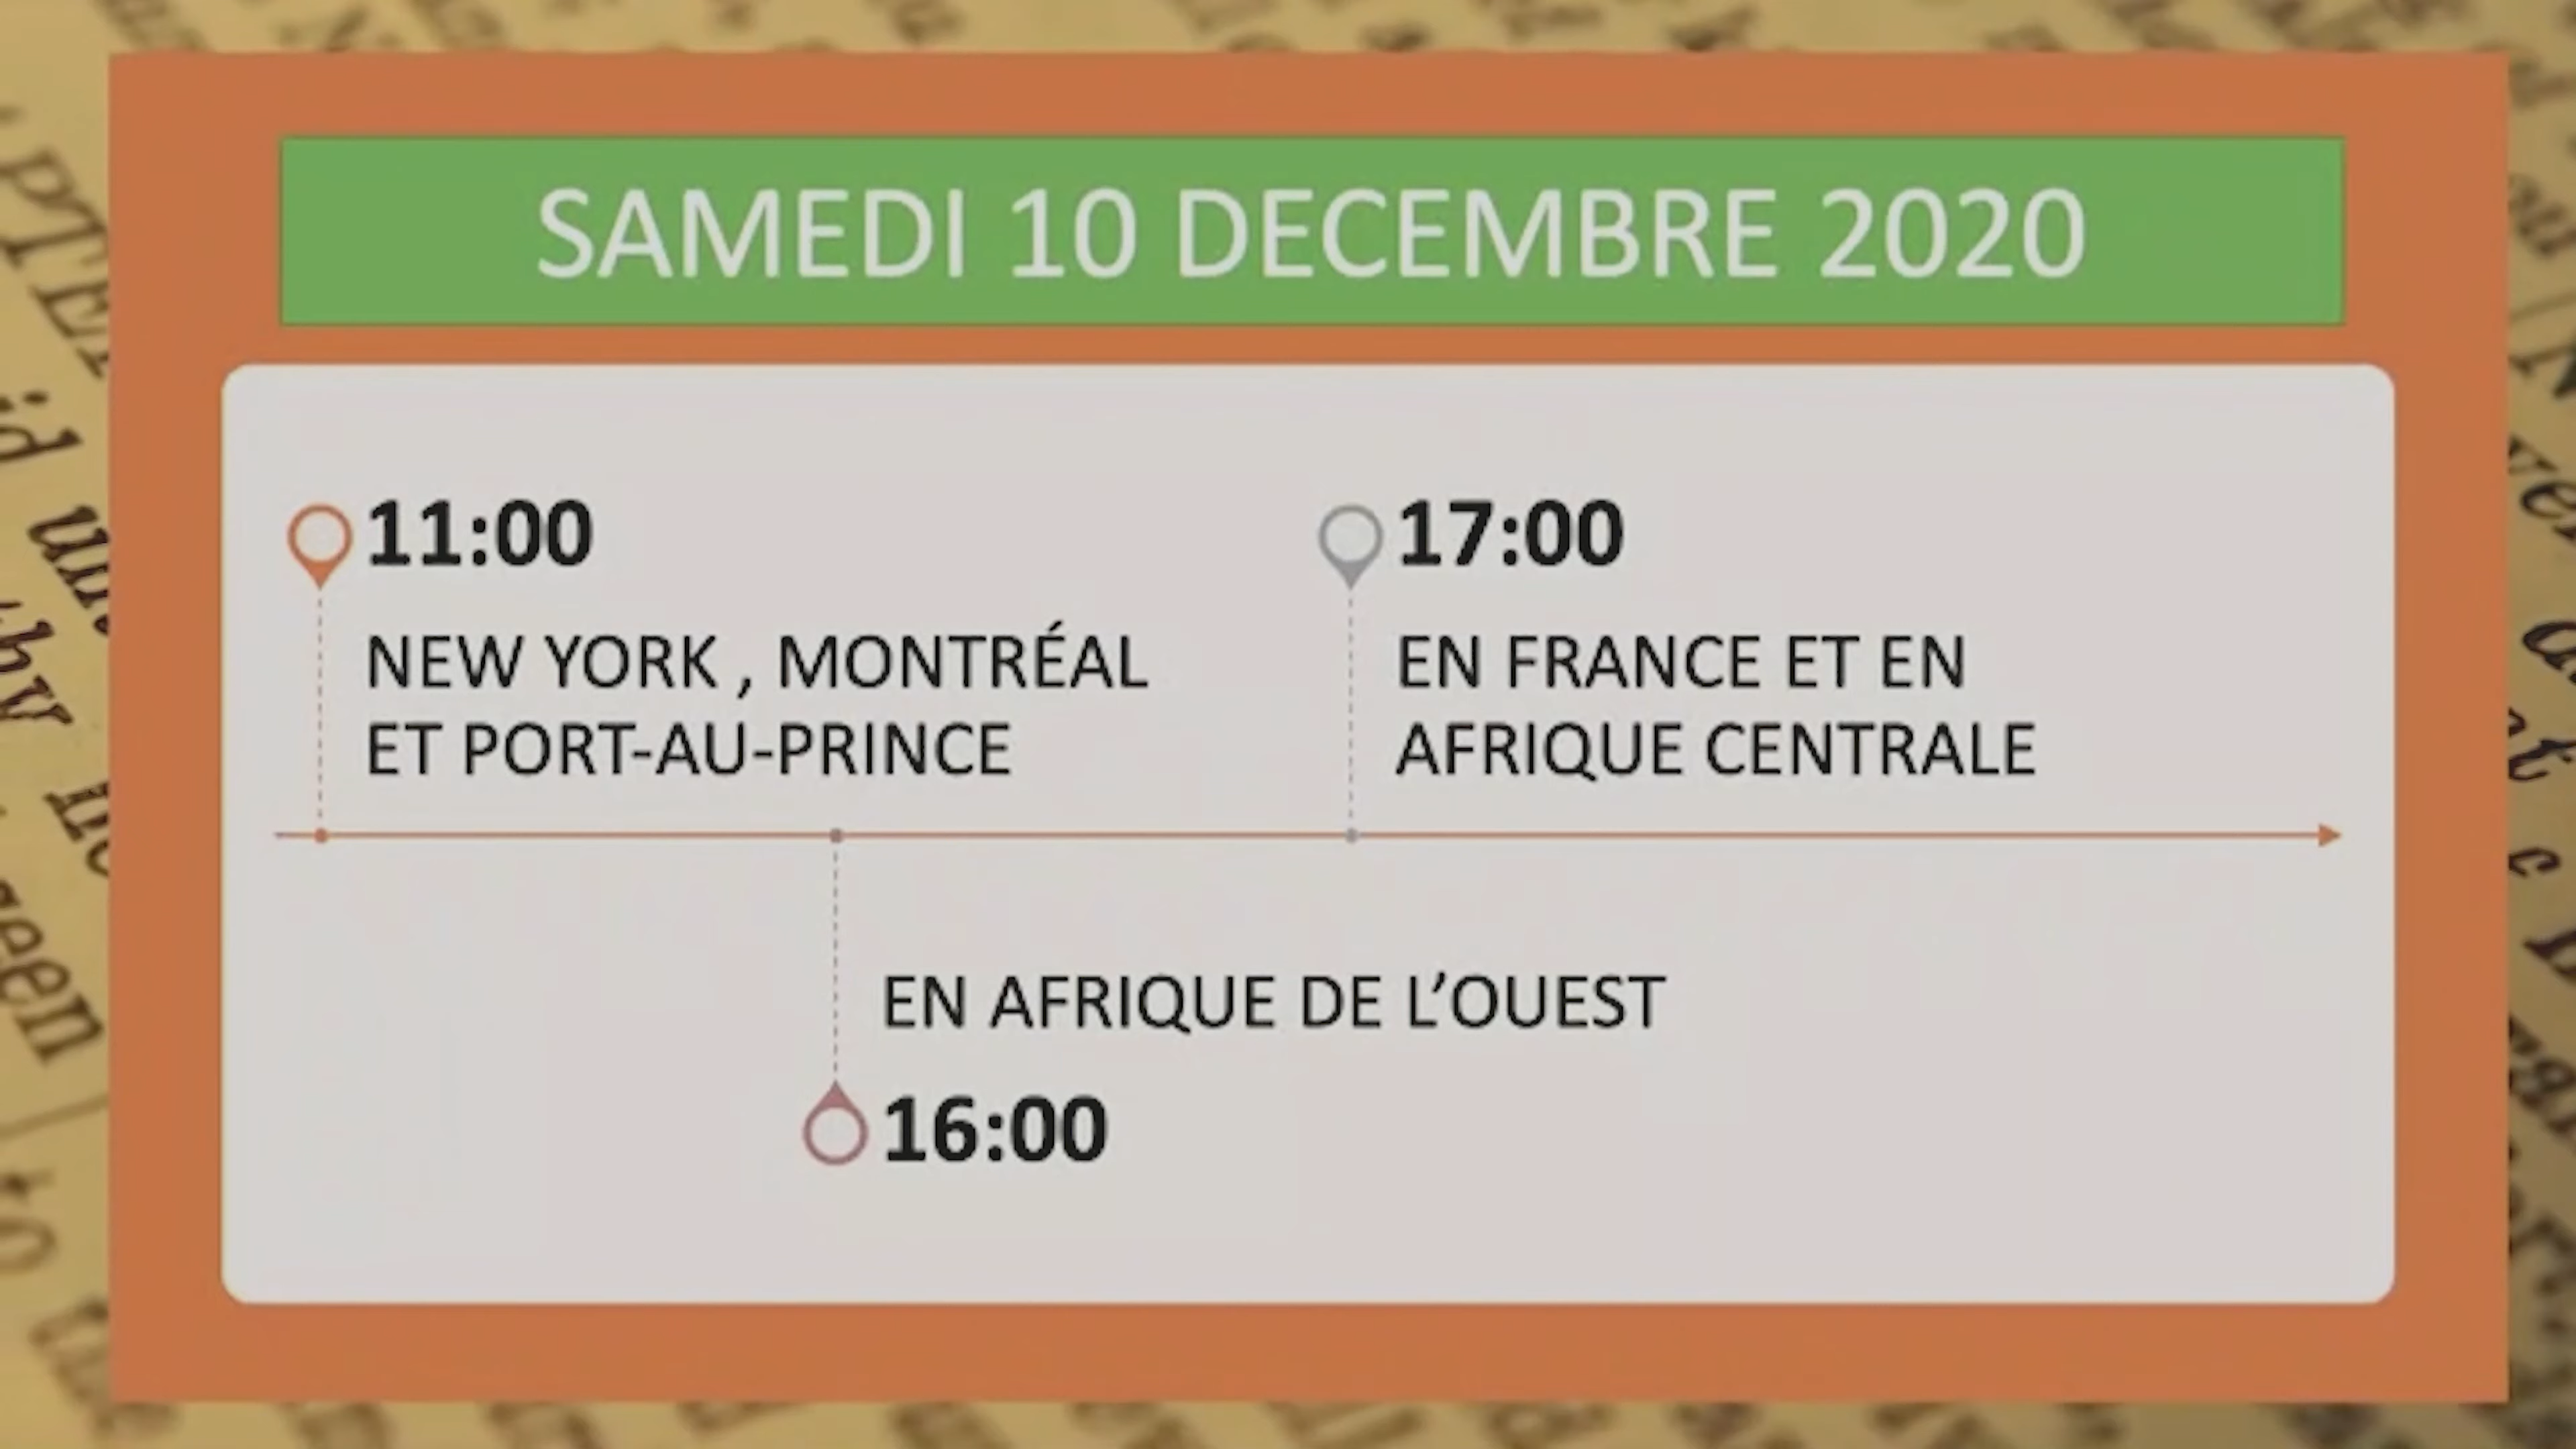 SAMEDI 10 DECEMBRE 2020
11:00
NEW YORK , MONTRÉAL
ET PORT-AU-PRINCE
17:00
EN FRANCE ET EN
AFRIQUE CENTRALE
EN AFRIQUE DE L’OUEST
16:00